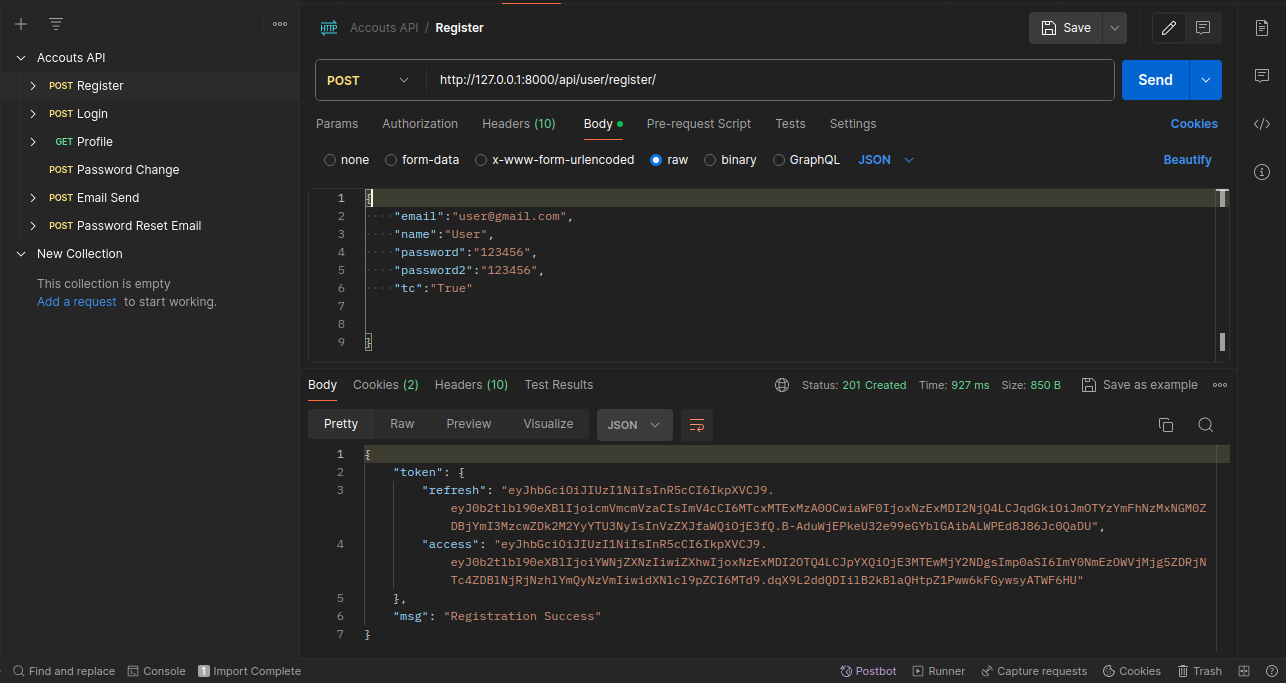 Accouts API / Register
Save
Accouts API
POST Register
POST Login
GET Profile
POST Password Change
POST Email Send
POST Password Reset Email
New Collection
This collection is empty
Add a request to start working.
POST http://127.0.0.1:8000/api/user/register/ Send
Params Authorization Headers (10) Body Pre-request Script Tests Settings Cookies
none form-data x-www-form-urlencoded raw binary GraphQL JSON Beautify
1 {
2 "email":"user@gmail.com",
3 "name":"User",
4 "password":"123456",
5 "password2":"123456",
6 "tc":"True"
7
8
9 }
Body Cookies (2) Headers (10) Test Results Status: 201 Created Time: 927 ms Size: 850 B Save as example
Pretty Raw Preview Visualize JSON
1 {
2 "token": {
3 "refresh": "eyJhbGciOiJIUzI1NiIsInR5cCI6IkpXVCJ9.
4 "access": "eyJhbGciOiJIUzI1NiIsInR5cCI6IkpXVCJ9.
5 },
6 "msg": "Registration Success"
7 }
Find and replace Console 1 Import Complete Postbot Runner Capture requests Cookies Trash